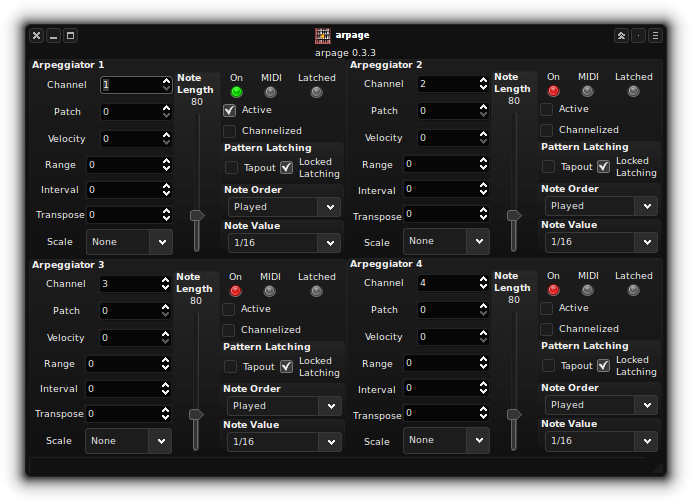 arpage
arpage 0.3.3
Arpeggiator 1
Channel 1
Patch 0
Velocity 0
Range 0
Interval 0
Transpose 0
Scale None
Note
Length
80
On MIDI Latched
Active
Channelized
Pattern Latching
Tapout Locked
Latching
Note Order
Played
Note Value
1/16
Arpeggiator 2
Channel 2
Patch 0
Velocity 0
Range 0
Interval 0
Transpose 0
Scale None
Note
Length
80
On MIDI Latched
Active
Channelized
Pattern Latching
Tapout Locked
Latching
Note Order
Played
Note Value
1/16
Arpeggiator 3
Channel 3
Patch 0
Velocity 0
Range 0
Interval 0
Transpose 0
Scale None
Note
Length
80
On MIDI Latched
Active
Channelized
Pattern Latching
Tapout Locked
Latching
Note Order
Played
Note Value
1/16
Arpeggiator 4
Channel 4
Patch 0
Velocity 0
Range 0
Interval 0
Transpose 0
Scale None
Note
Length
80
On MIDI Latched
Active
Channelized
Pattern Latching
Tapout Locked
Latching
Note Order
Played
Note Value
1/16